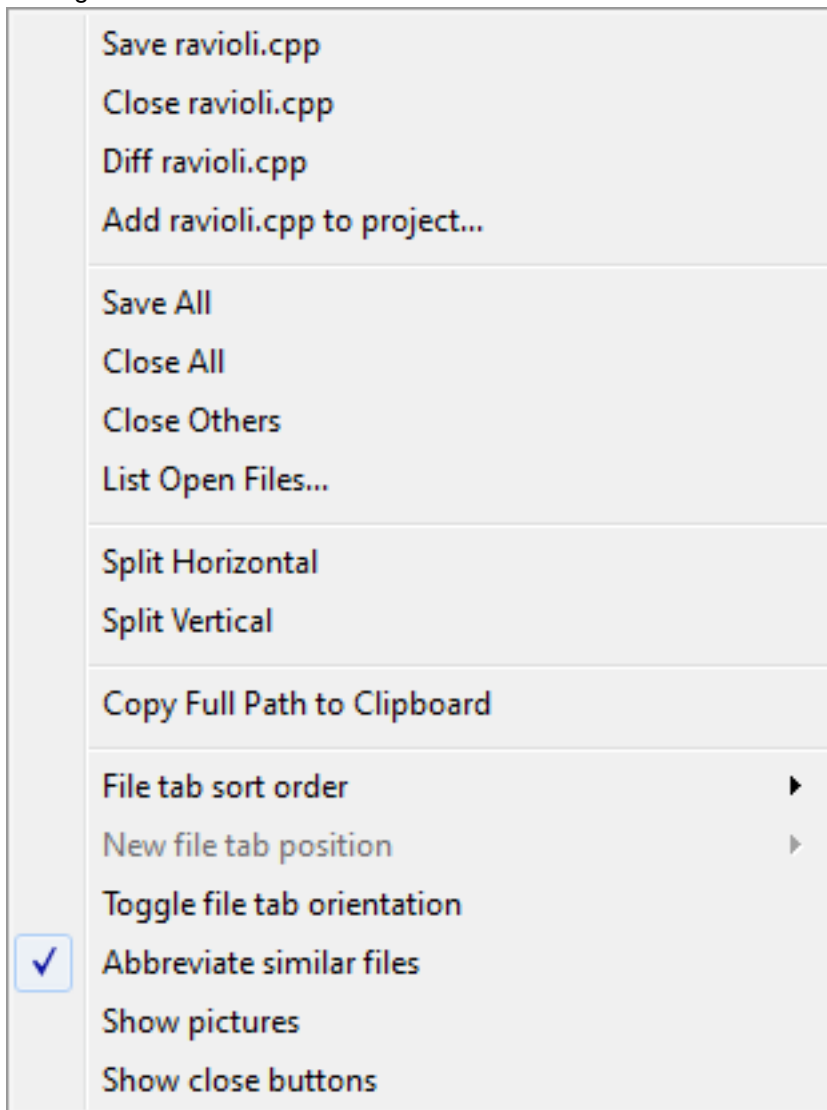 Save ravioli.cpp
Close ravioli.cpp
Diff ravioli.cpp
Add ravioli.cpp to project...
Save All
Close All
Close Others
List Open Files...
Split Horizontal
Split Vertical
Copy Full Path to Clipboard
File tab sort order
New file tab position
Toggle file tab orientation
Abbreviate similar files
Show pictures
Show close buttons